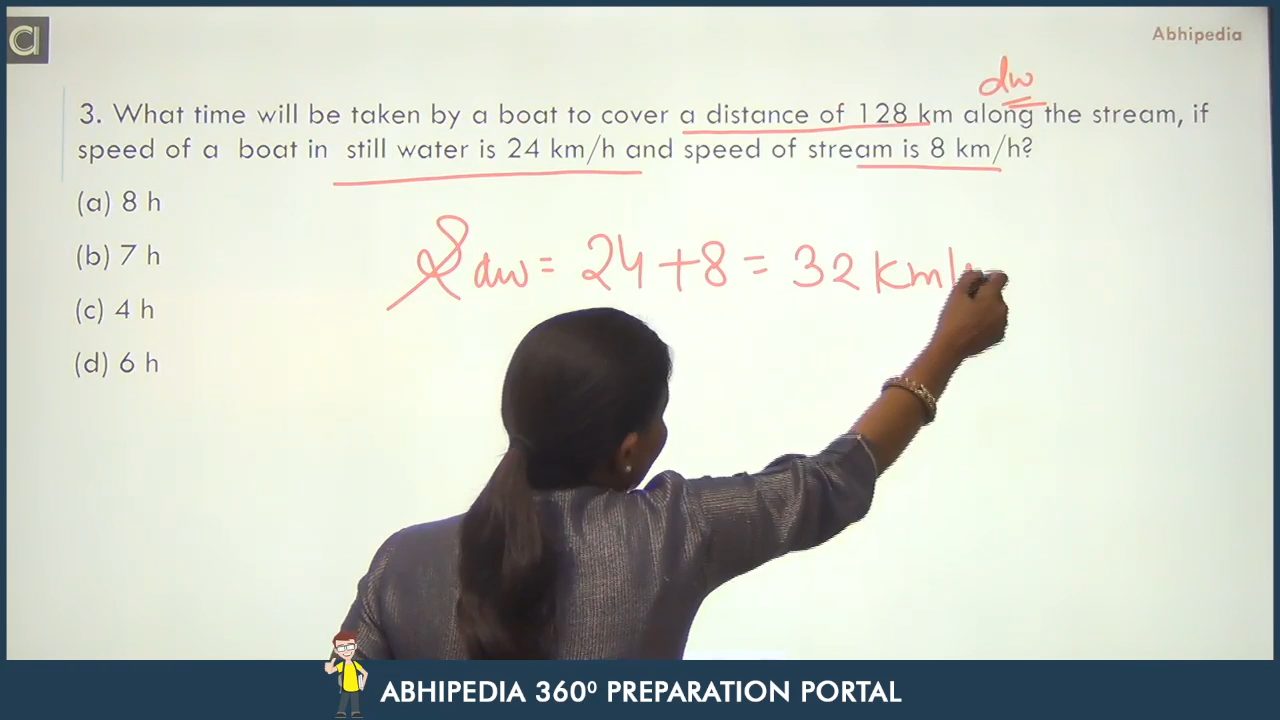 Abhipedia
dw
3. What time will be taken by a boat to cover a distance of 128 km along the stream, if
speed of a boat in still water is 24 km/h and speed of stream is 8 km/h?
(a) 8 h
(b) 7 h
(c) 4 h
(d) 6 h
S dw = 24 + 8 = 32 km/
ABHIPEDIA 360⁰ PREPARATION PORTAL